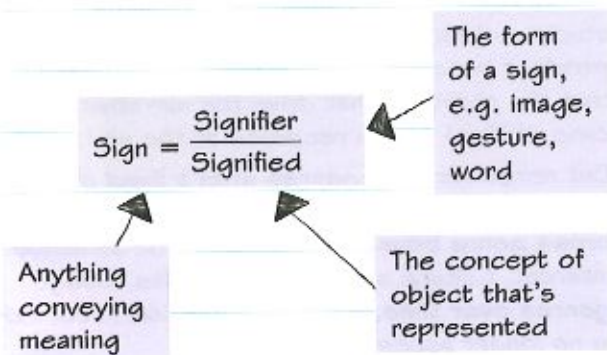 The form
of a sign,
e.g. image,
gesture,
word
Sign = Signifier
Signified
Anything
conveying
meaning
The concept of
object that's
represented